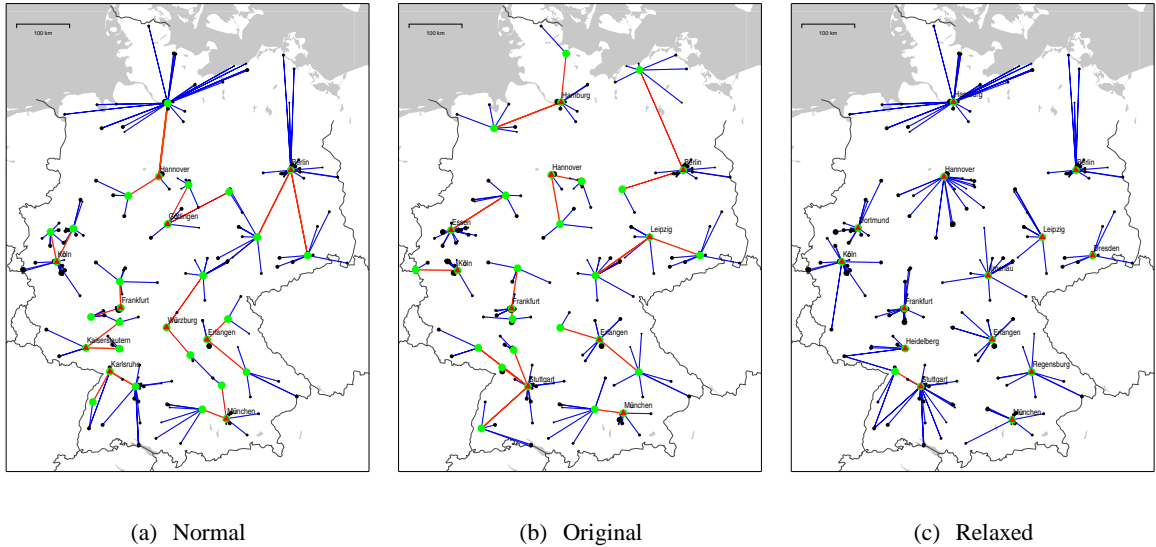 100 km
Hannover
Berlin
Göttingen
Köln
Frankfurt
Würzburg
Erlangen
Kaiserslautern
Karlsruhe
München
(a) Normal
100 km
Hamburg
Berlin
Hannover
Essen
Leipzig
Köln
Frankfurt
Erlangen
Stuttgart
München
(b) Original
100 km
Hamburg
Berlin
Hannover
Dortmund
Leipzig
Dresden
Köln
Frankfurt
Erlangen
Heidelberg
Regensburg
Stuttgart
München
(c) Relaxed